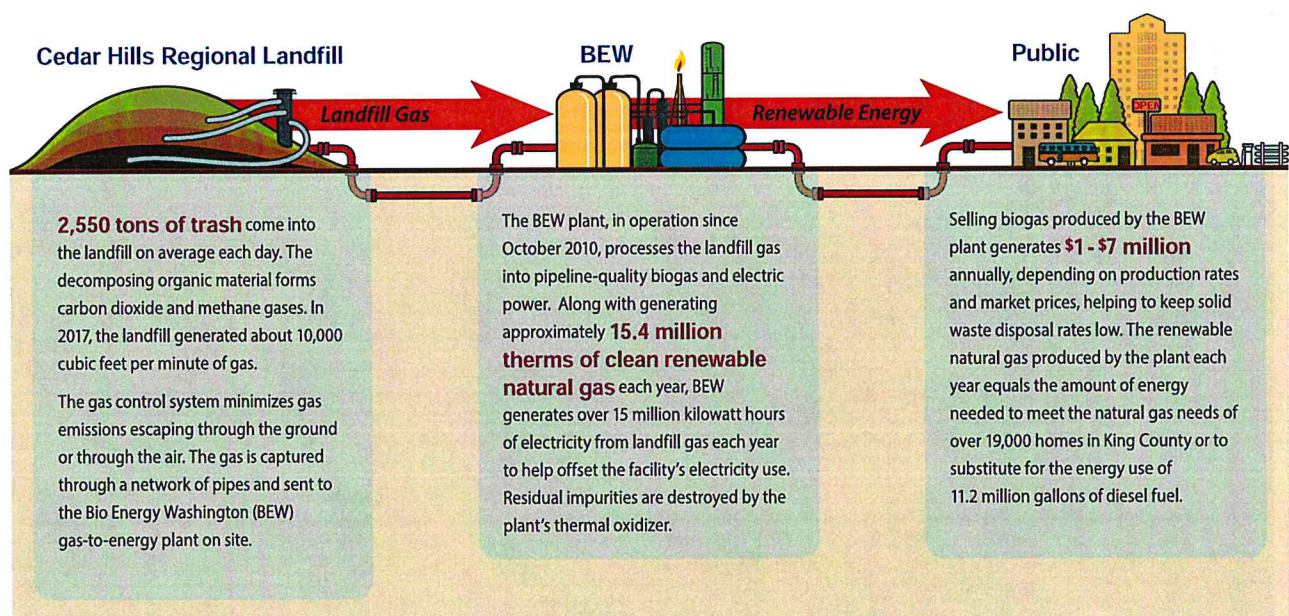 Cedar Hills Regional Landfill
BEW
Public
Landfill Gas
Renewable Energy
OPEN
2,550 tons of trash come into
the landfill on average each day. The
decomposing organic material forms
carbon dioxide and methane gases. In
2017, the landfill generated about 10,000
cubic feet per minute of gas.
The gas control system minimizes gas
emissions escaping through the ground
or through the air. The gas is captured
through a network of pipes and sent to
the Bio Energy Washington (BEW)
gas-to-energy plant on site.
The BEW plant, in operation since
October 2010, processes the landfill gas
into pipeline-quality biogas and electric
power. Along with generating
approximately 15.4 million
therms of clean renewable
natural gas each year, BEW
generates over 15 million kilowatt hours
of electricity from landfill gas each year
to help offset the facility's electricity use.
Residual impurities are destroyed by the
plant's thermal oxidizer.
Selling biogas produced by the BEW
plant generates $1 - $7 million
annually, depending on production rates
and market prices, helping to keep solid
waste disposal rates low. The renewable
natural gas produced by the plant each
year equals the amount of energy
needed to meet the natural gas needs of
over 19,000 homes in King County or to
substitute for the energy use of
11.2 million gallons of diesel fuel.